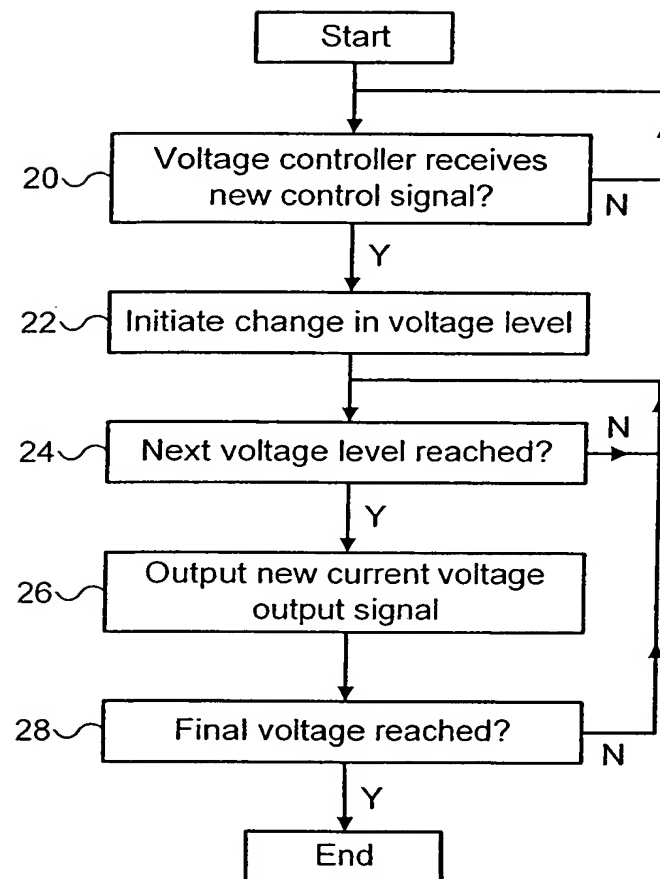 Start
20
Voltage controller receives
new control signal?
N
Y
22
Initiate change in voltage level
24
Next voltage level reached?
N
Y
26
Output new current voltage
output signal
28
Final voltage reached?
N
Y
End